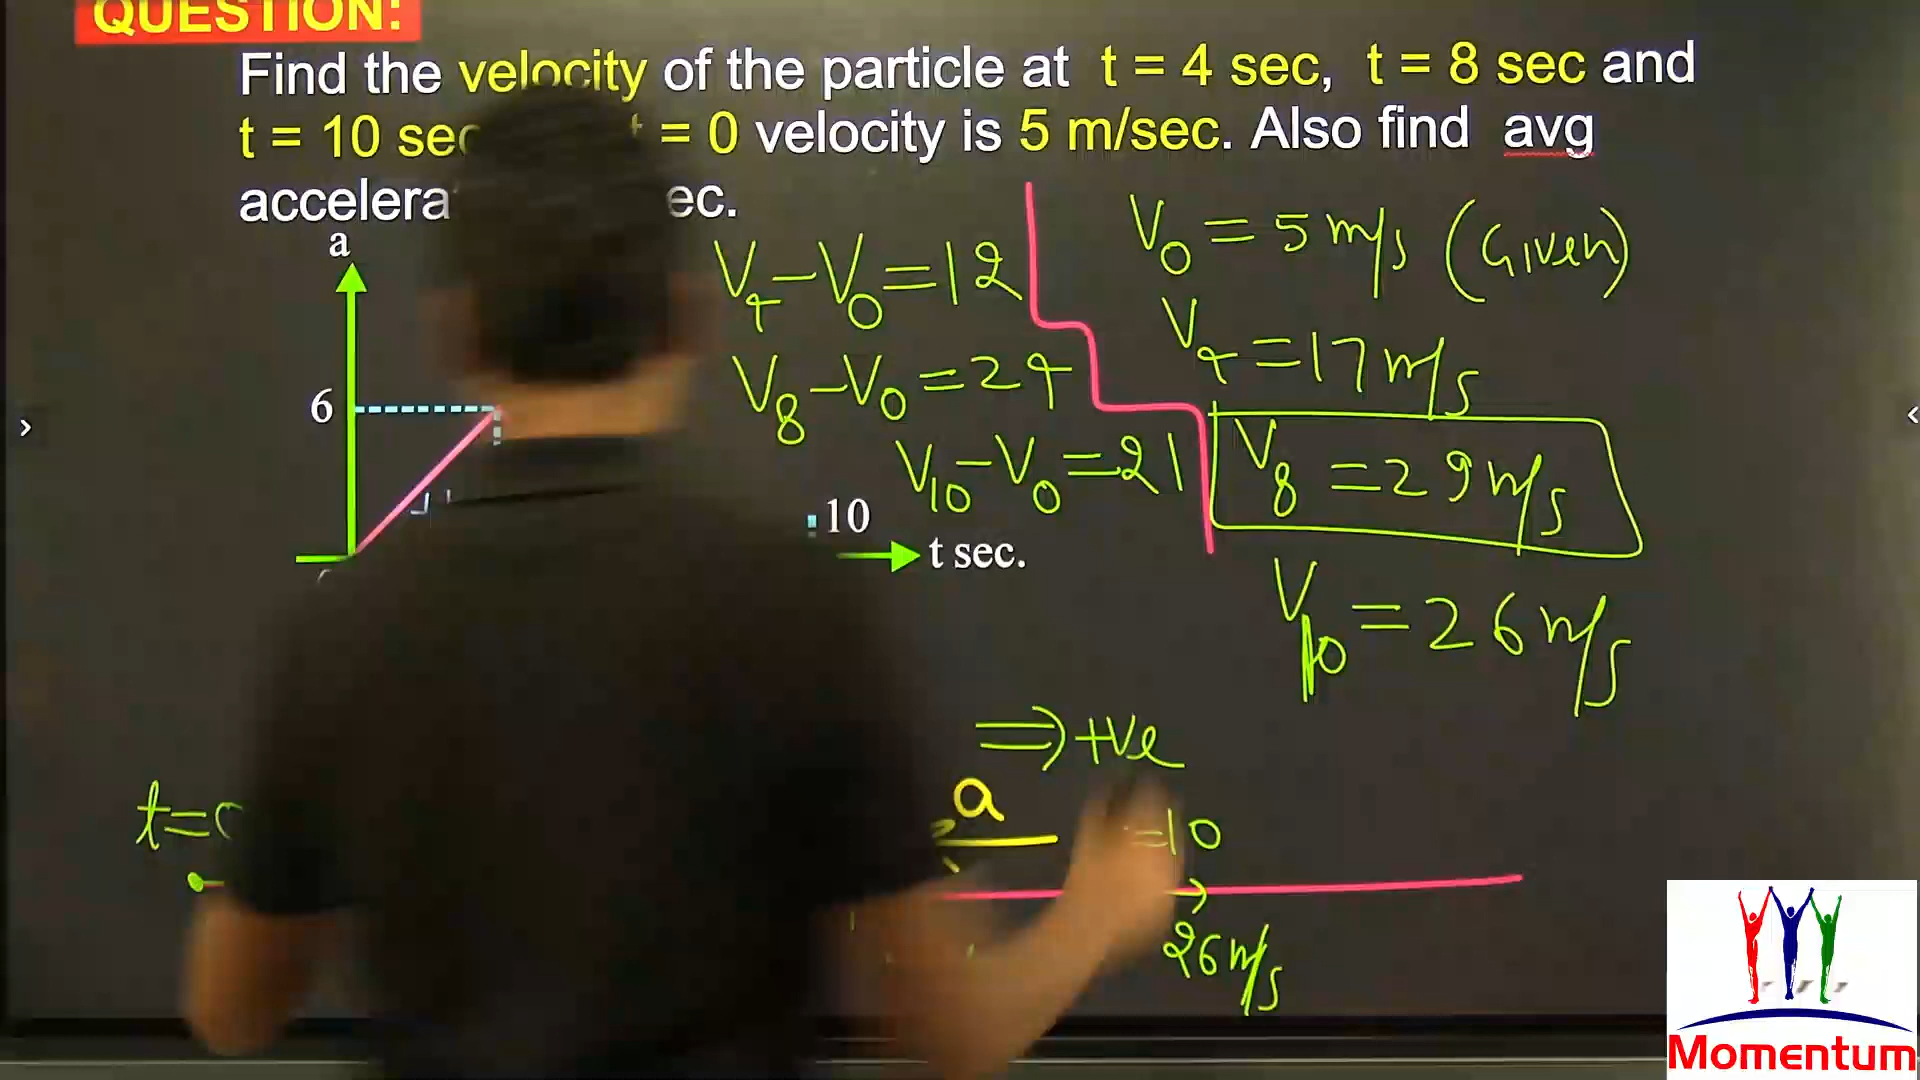 QUESTION:
Find the velocity of the particle at t = 4 sec, t = 8 sec and
t = 10 sec = 0 velocity is 5 m/sec. Also find avg
a
6
10
t sec.
V4 - V0 = 12
V8 - V0 = 24
V10 - V0 = 21
V0 = 5 m/s (Given)
V4 = 17 m/s
V8 = 29 m/s
V10 = 26 m/s
⇒ +ve
a
t=0
=10
26 m/s
Momentum